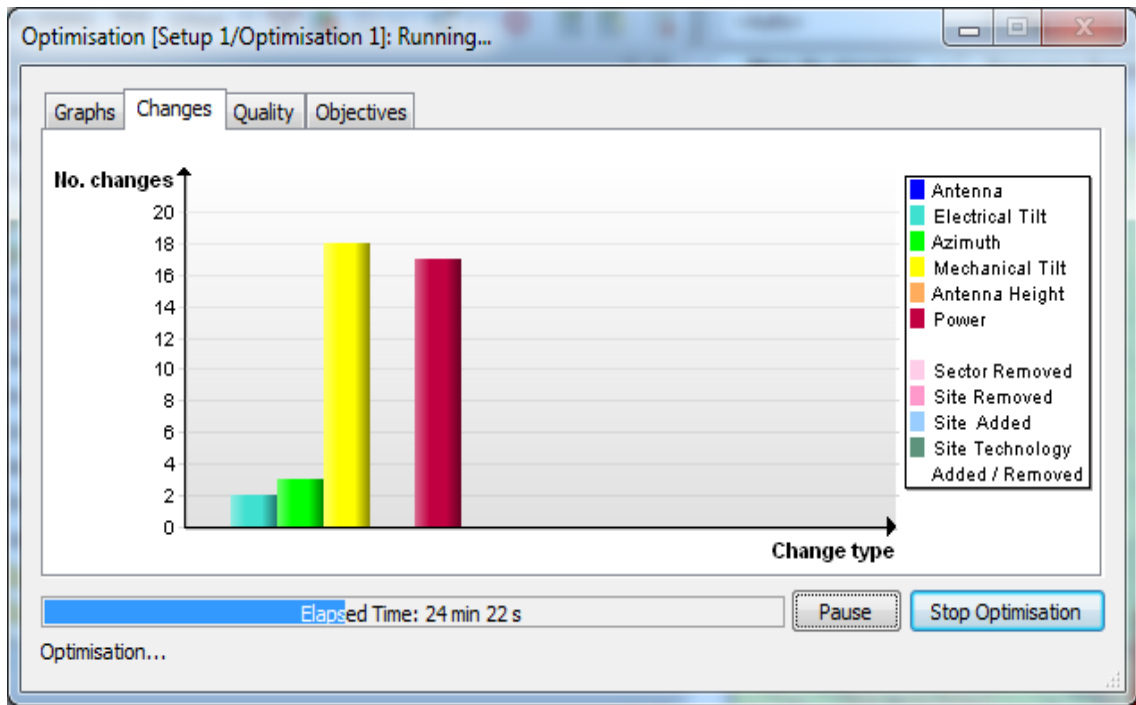 Optimisation [Setup 1/Optimisation 1]: Running...
Graphs Changes Quality Objectives
No. changes
20
18
16
14
12
10
8
6
4
2
0
Change type
Antenna
Electrical Tilt
Azimuth
Mechanical Tilt
Antenna Height
Power
Sector Removed
Site Removed
Site Added
Site Technology
Added / Removed
Elapsed Time: 24 min 22 s
Pause
Stop Optimisation
Optimisation...